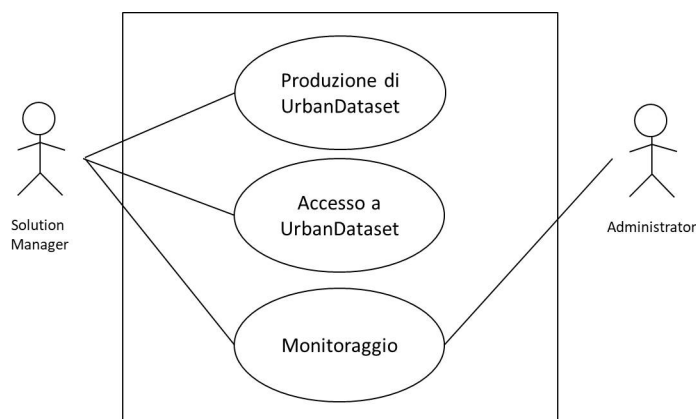 Produzione di
UrbanDataset
Accesso a
UrbanDataset
Solution
Manager
Administrator
Monitoraggio